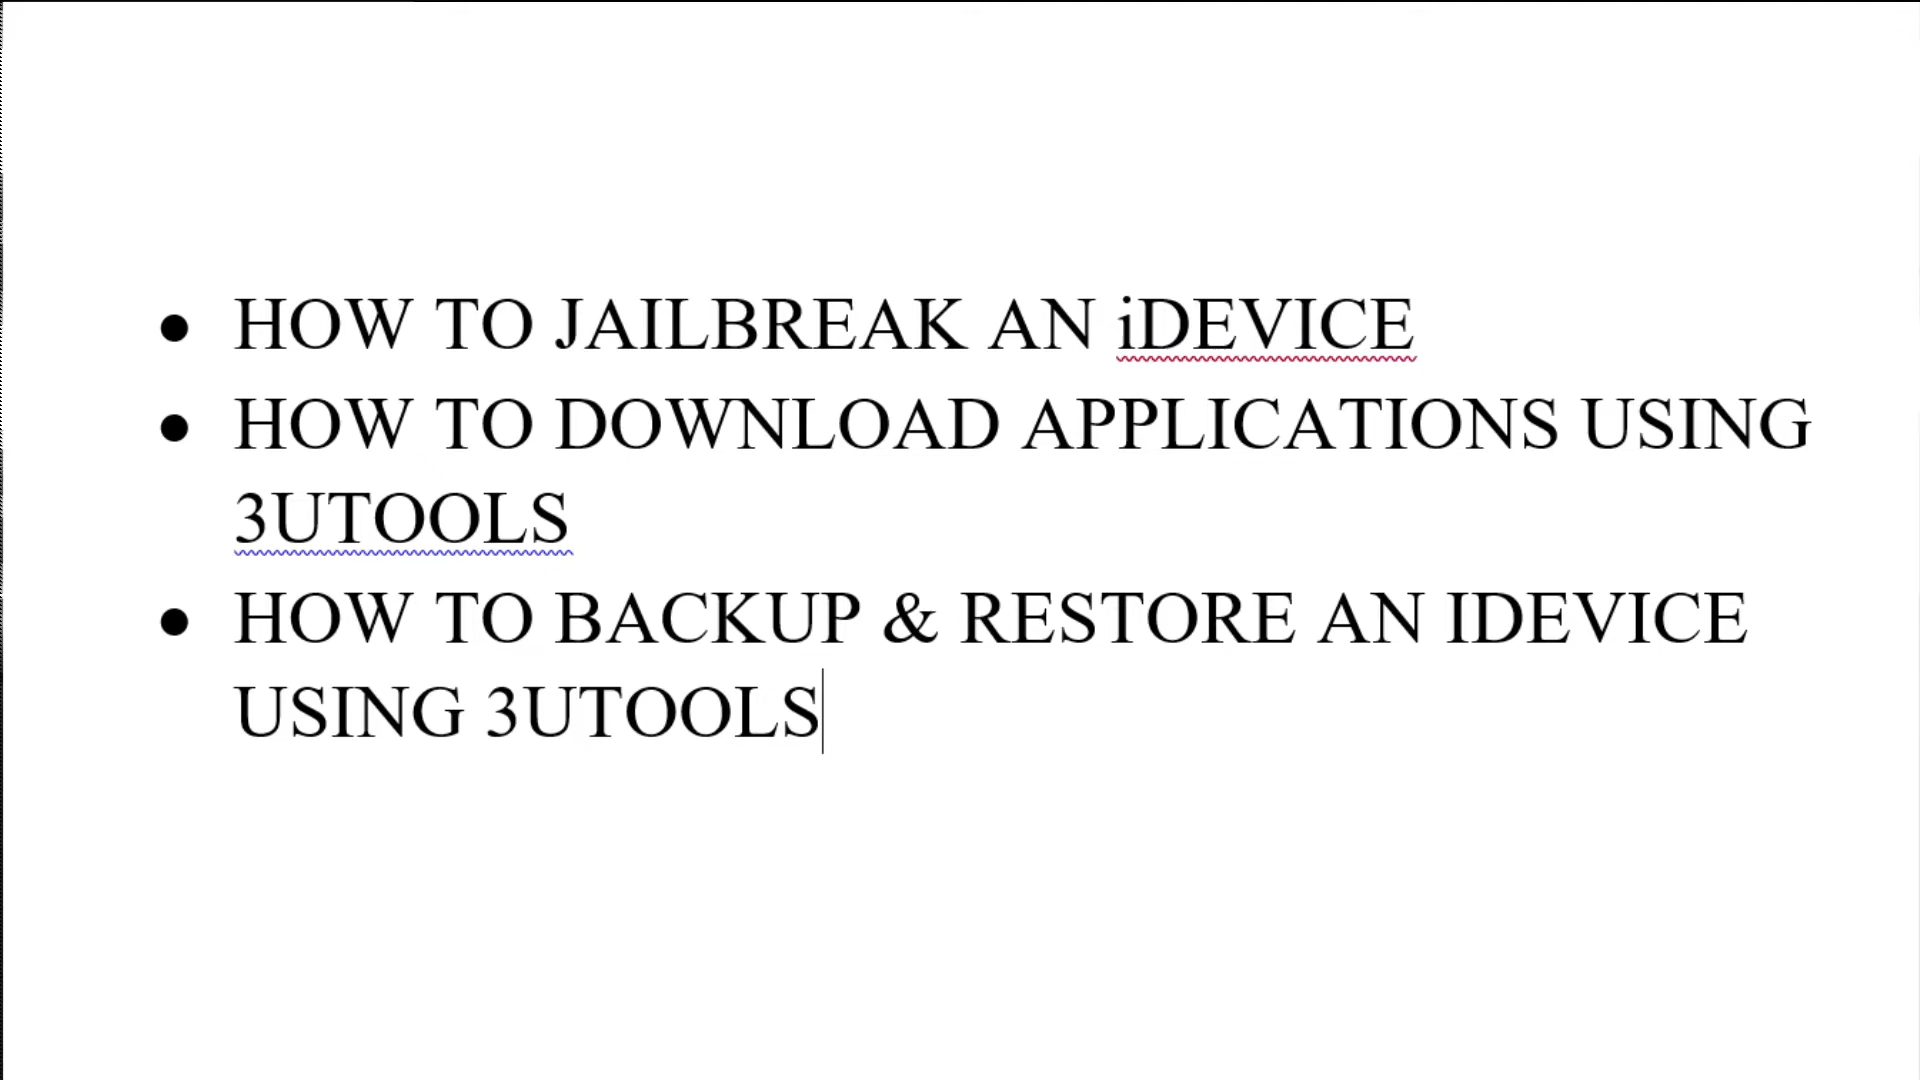 ● HOW TO JAILBREAK AN iDEVICE
● HOW TO DOWNLOAD APPLICATIONS USING
3UTOOLS
● HOW TO BACKUP & RESTORE AN IDEVICE
USING 3UTOOLS